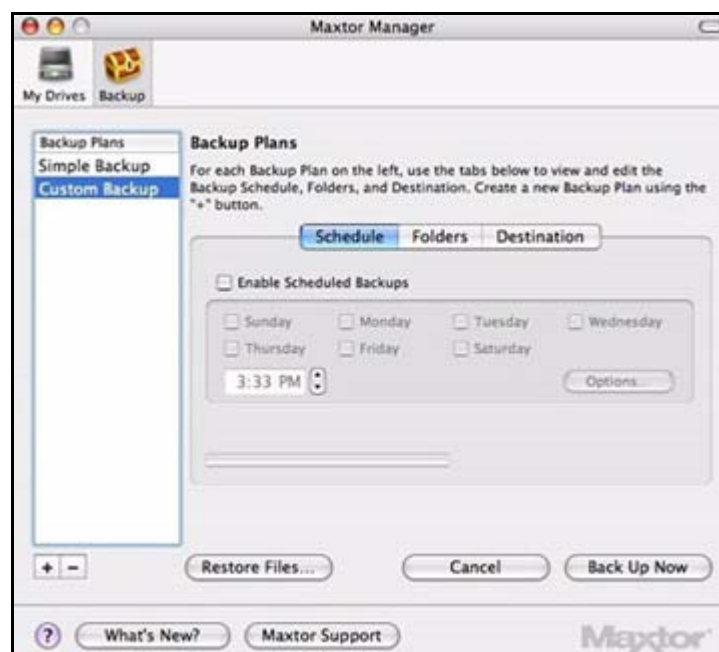 Maxtor Manager
My Drives Backup
Backup Plans
Simple Backup
Custom Backup
Backup Plans
For each Backup Plan on the left, use the tabs below to view and edit the
Backup Schedule, Folders, and Destination. Create a new Backup Plan using the
"+" button.
Schedule Folders Destination
Enable Scheduled Backups
Sunday Monday Tuesday Wednesday
Thursday Friday Saturday
3:33 PM Options...
+ -
Restore Files... Cancel Back Up Now
? What's New? Maxtor Support Maxtor